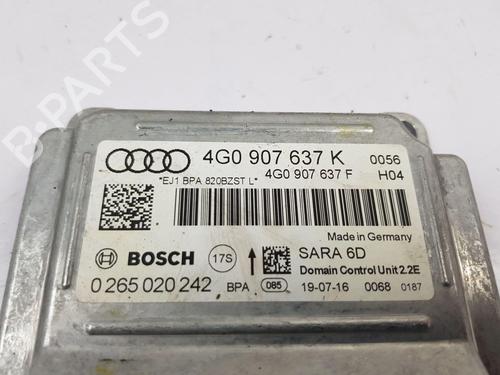 B-PARTS
4G0 907 637 K 0056
4G0 907 637 F H04
"EJ1 BPA 820BZST L"
Made in Germany
BOSCH 17S SARA 6D
Domain Control Unit 2.2E
0 265 020 242 BPA 085 19-07-16 0068 0187